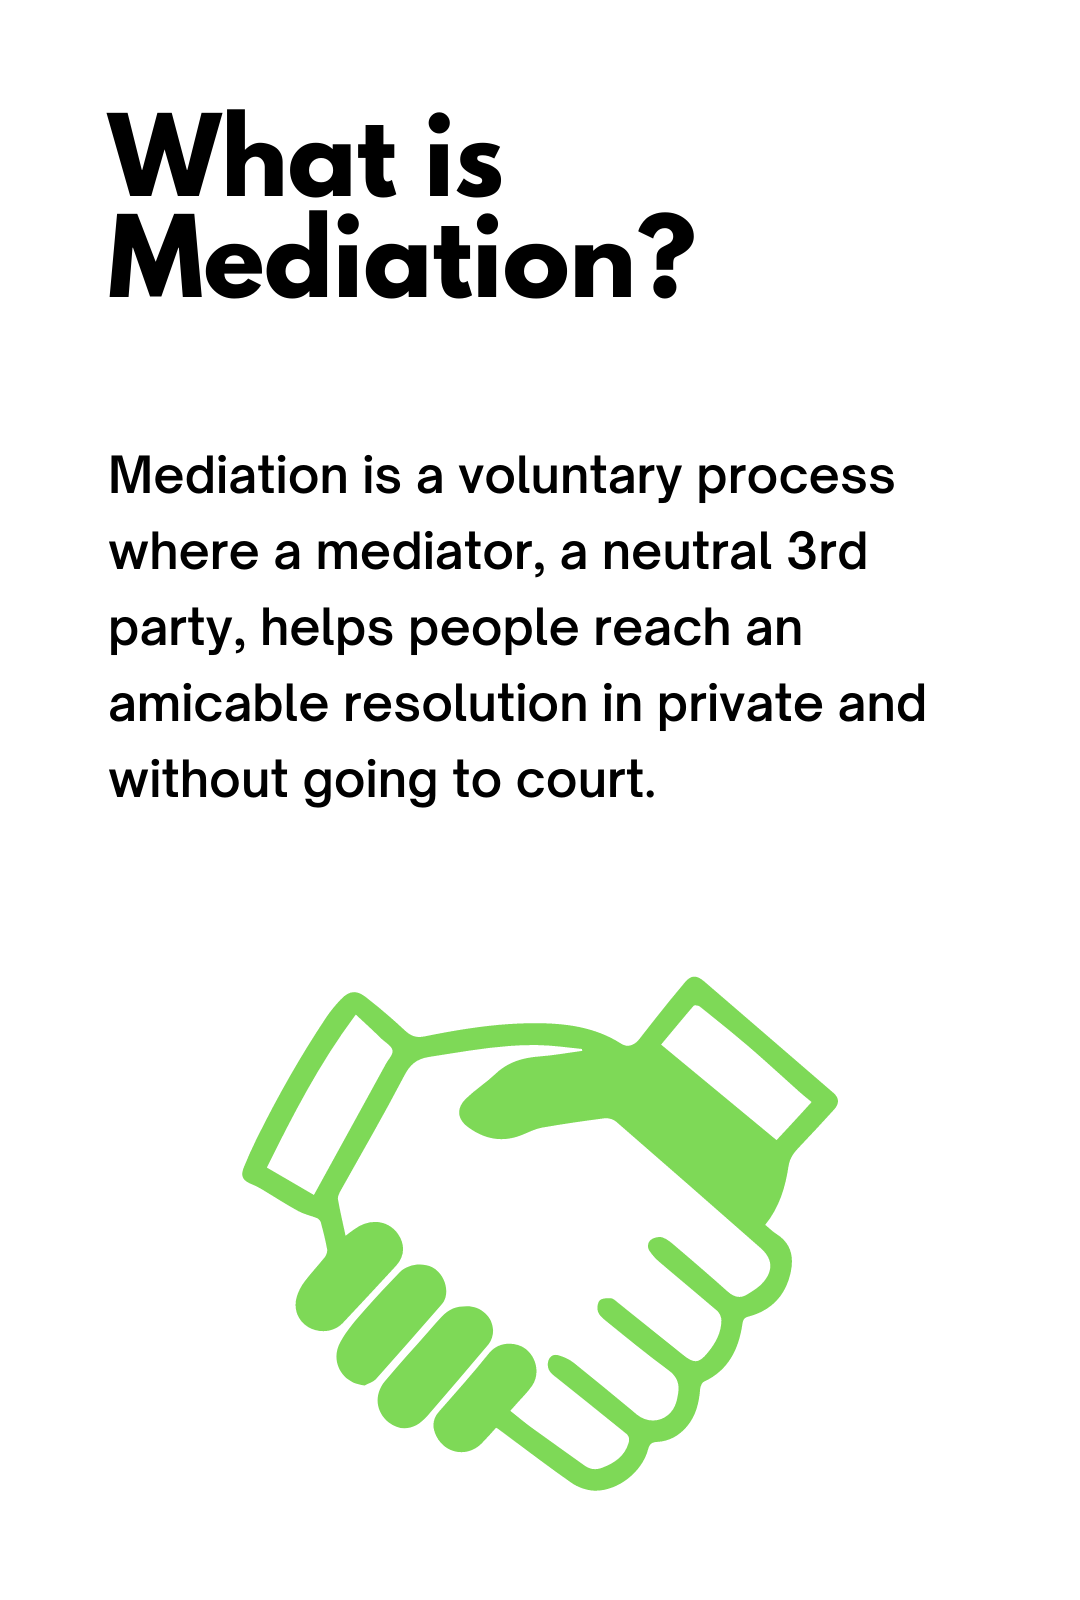 What is
Mediation?
Mediation is a voluntary process
where a mediator, a neutral 3rd
party, helps people reach an
amicable resolution in private and
without going to court.